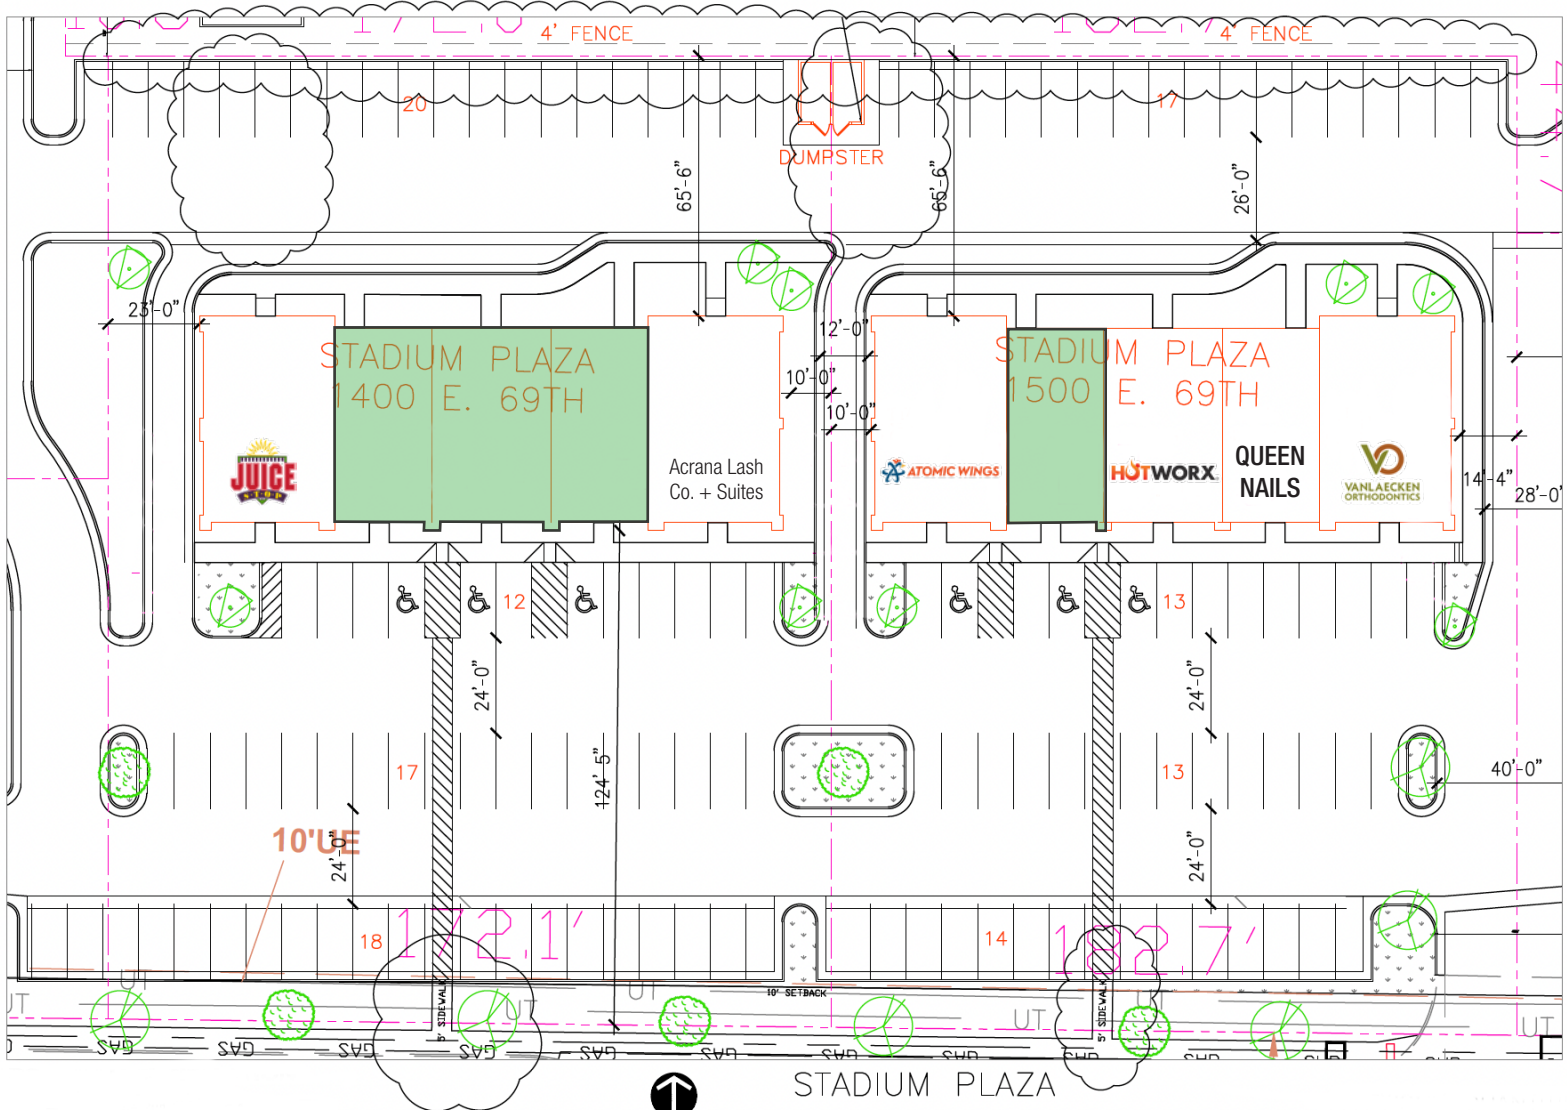 4' FENCE
4' FENCE
20
17
DUMPSTER
65'-6"
65'-6"
26'-0"
23'-0"
12'-0"
10'-0"
10'-0"
STADIUM PLAZA
1400 E. 69TH
STADIUM PLAZA
1500 E. 69TH
JUICE
STOP
Acrana Lash
Co. + Suites
ATOMIC WINGS
HOTWORX
QUEEN
NAILS
VANLAECKEN
ORTHODONTICS
14'-4"
28'-0"
12
13
24'-0"
24'-0"
17
13
124' 5"
40'-0"
10'UE
24'-0"
24'-0"
18
172.1'
14
182.7'
UT
UT
UT
UT
UT
UT
10' SETBACK
5' SIDEWALK
5' SIDEWALK
GAS
GAS
GAS
GAS
GAS
GAS
STADIUM PLAZA